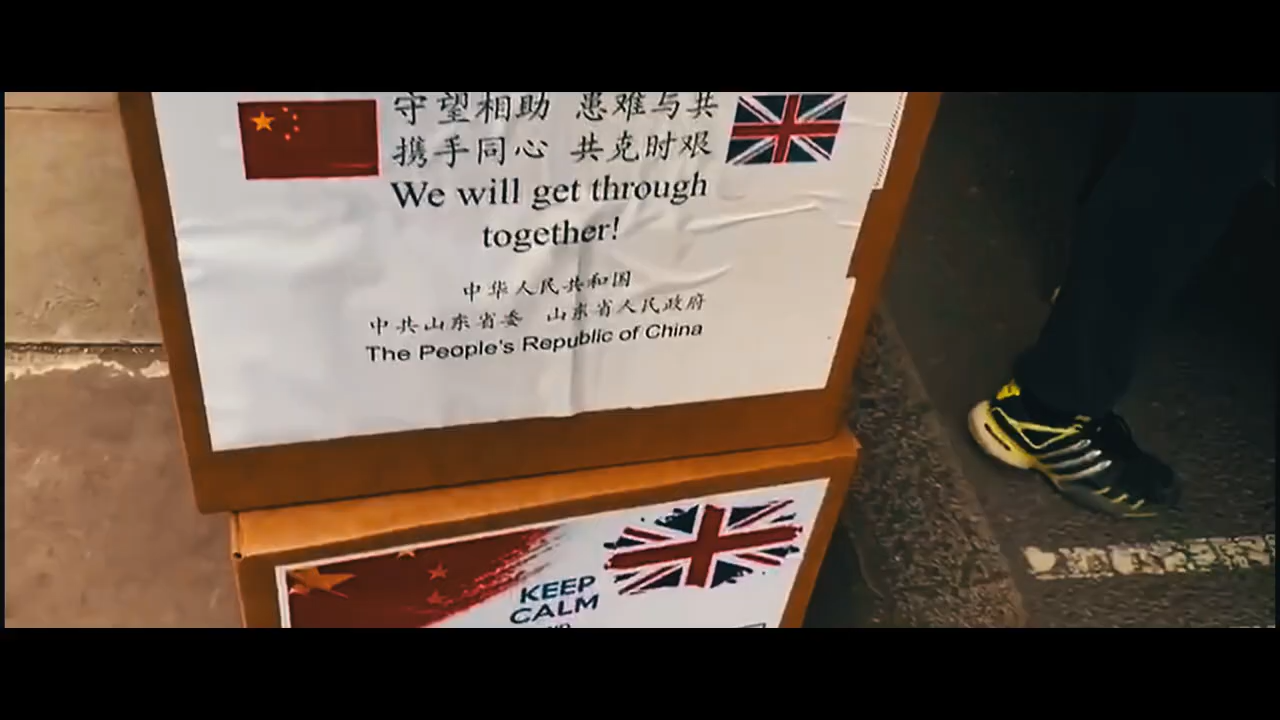 守望相助 患难与共
携手同心 共克时艰
We will get through
together!
中华人民共和国
中共山东省委 山东省人民政府
The People's Republic of China
KEEP
CALM